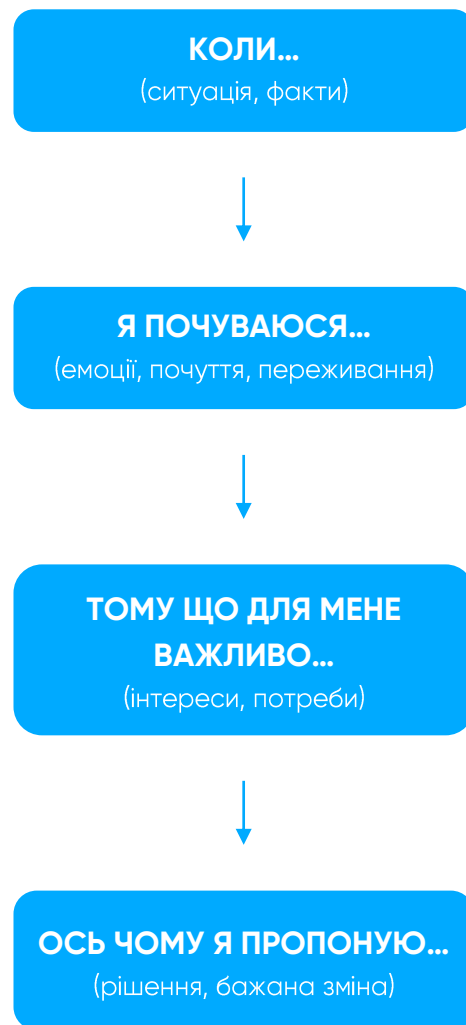 КОЛИ...
(ситуація, факти)
Я ПОЧУВАЮСЯ...
(емоції, почуття, переживання)
ТОМУ ЩО ДЛЯ МЕНЕ
ВАЖЛИВО...
(інтереси, потреби)
ОСЬ ЧОМУ Я ПРОПОНУЮ...
(рішення, бажана зміна)